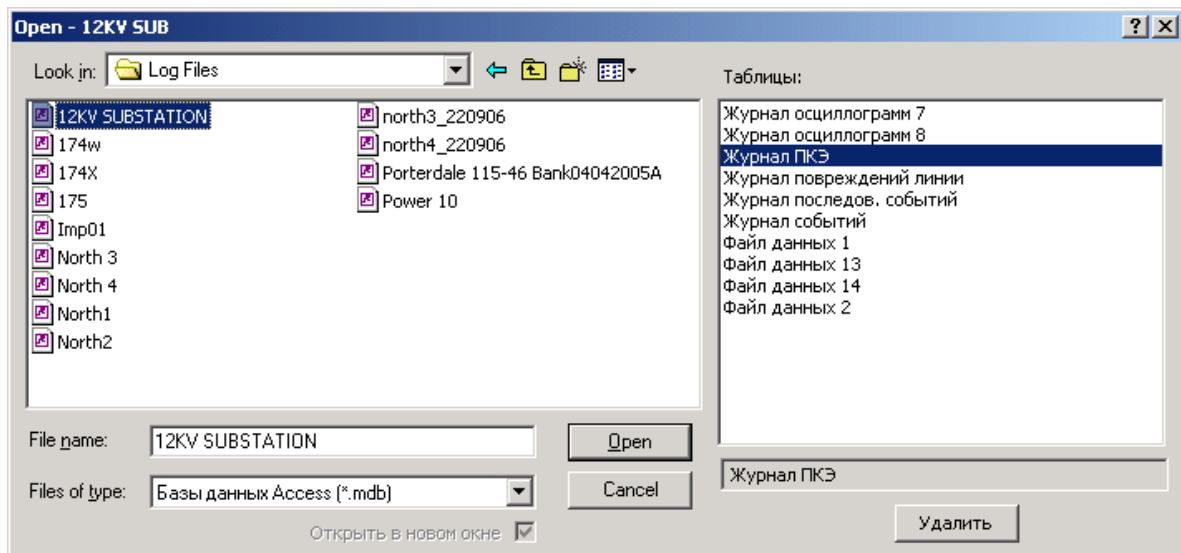 Open - 12KV SUB
Look in: Log Files
12KV SUBSTATION
174w
174X
175
Imp01
North 3
North 4
North1
North2
north3_220906
north4_220906
Porterdale 115-46 Bank04042005A
Power 10
File name: 12KV SUBSTATION
Open
Files of type: Базы данных Access (*.mdb)
Cancel
Открыть в новом окне
Таблицы:
Журнал осциллограмм 7
Журнал осциллограмм 8
Журнал ПКЭ
Журнал повреждений линии
Журнал последов. событий
Журнал событий
Файл данных 1
Файл данных 13
Файл данных 14
Файл данных 2
Журнал ПКЭ
Удалить